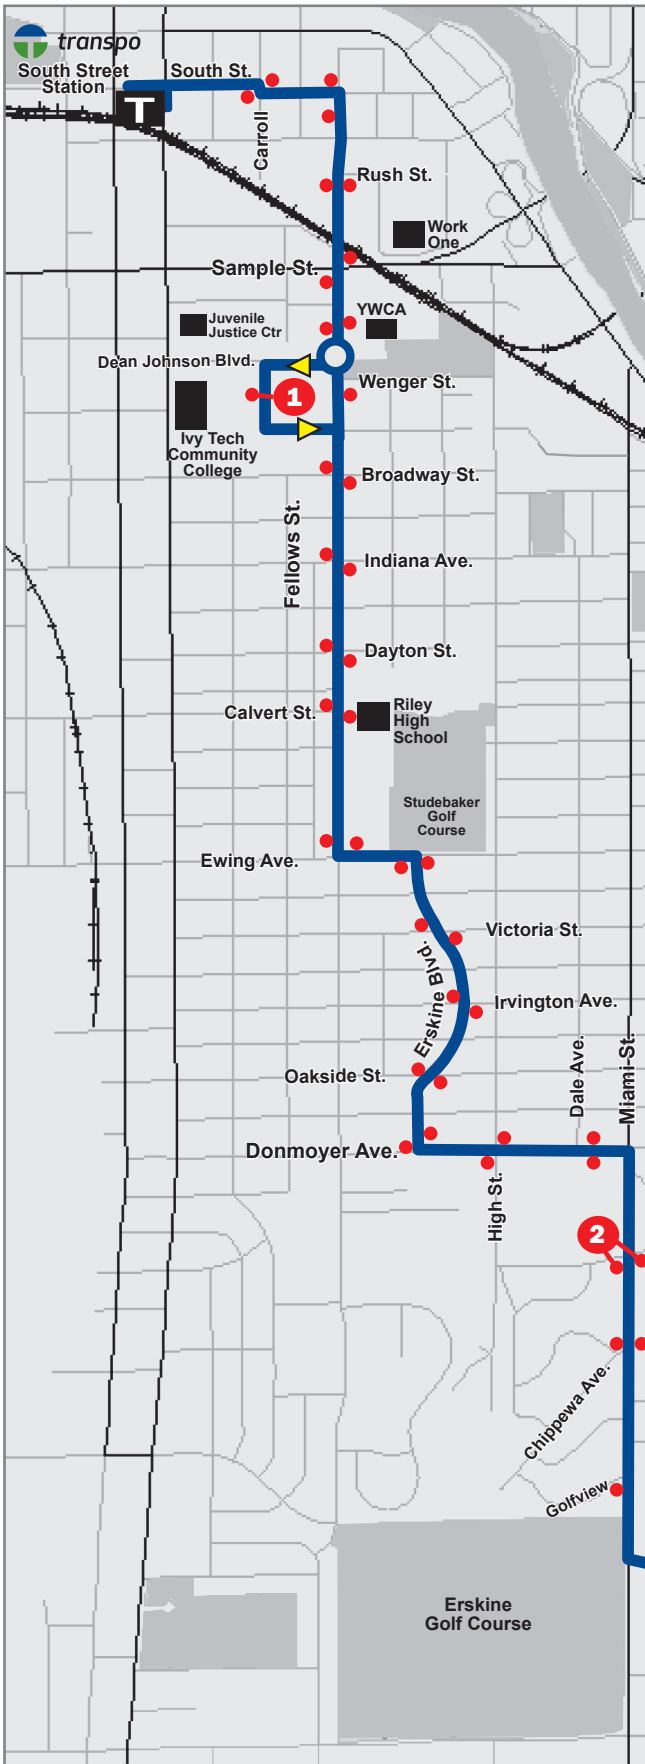 transpo
South Street
Station
South St.
T
Carroll
Rush St.
Work
One
Sample St.
YWCA
Juvenile
Justice Ctr
Dean Johnson Blvd.
Wenger St.
1
Ivy Tech
Community
College
Broadway St.
Fellows St.
Indiana Ave.
Dayton St.
Calvert St.
Riley
High
School
Studebaker
Golf
Course
Ewing Ave.
Victoria St.
Erskine Blvd.
Irvington Ave.
Oakside St.
Dale Ave.
Miami St.
Donmoyer Ave.
High St.
2
Chippewa Ave.
Golfview
Erskine
Golf Course